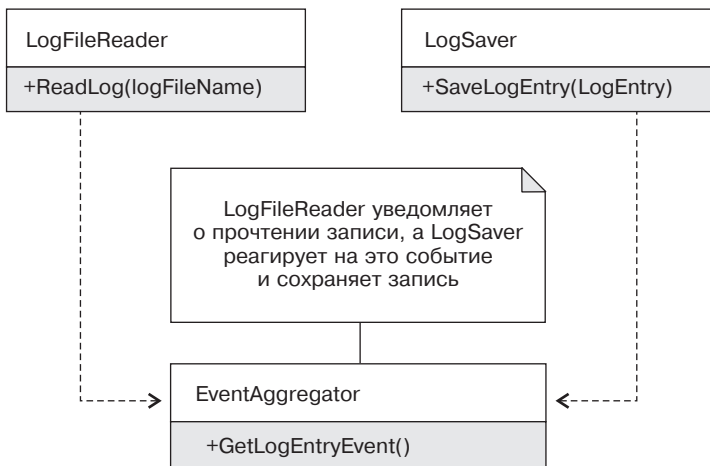 LogFileReader
+ReadLog(logFileName)
LogSaver
+SaveLogEntry(LogEntry)
LogFileReader уведомляет
о прочтении записи, а LogSaver
реагирует на это событие
и сохраняет запись
EventAggregator
+GetLogEntryEvent()